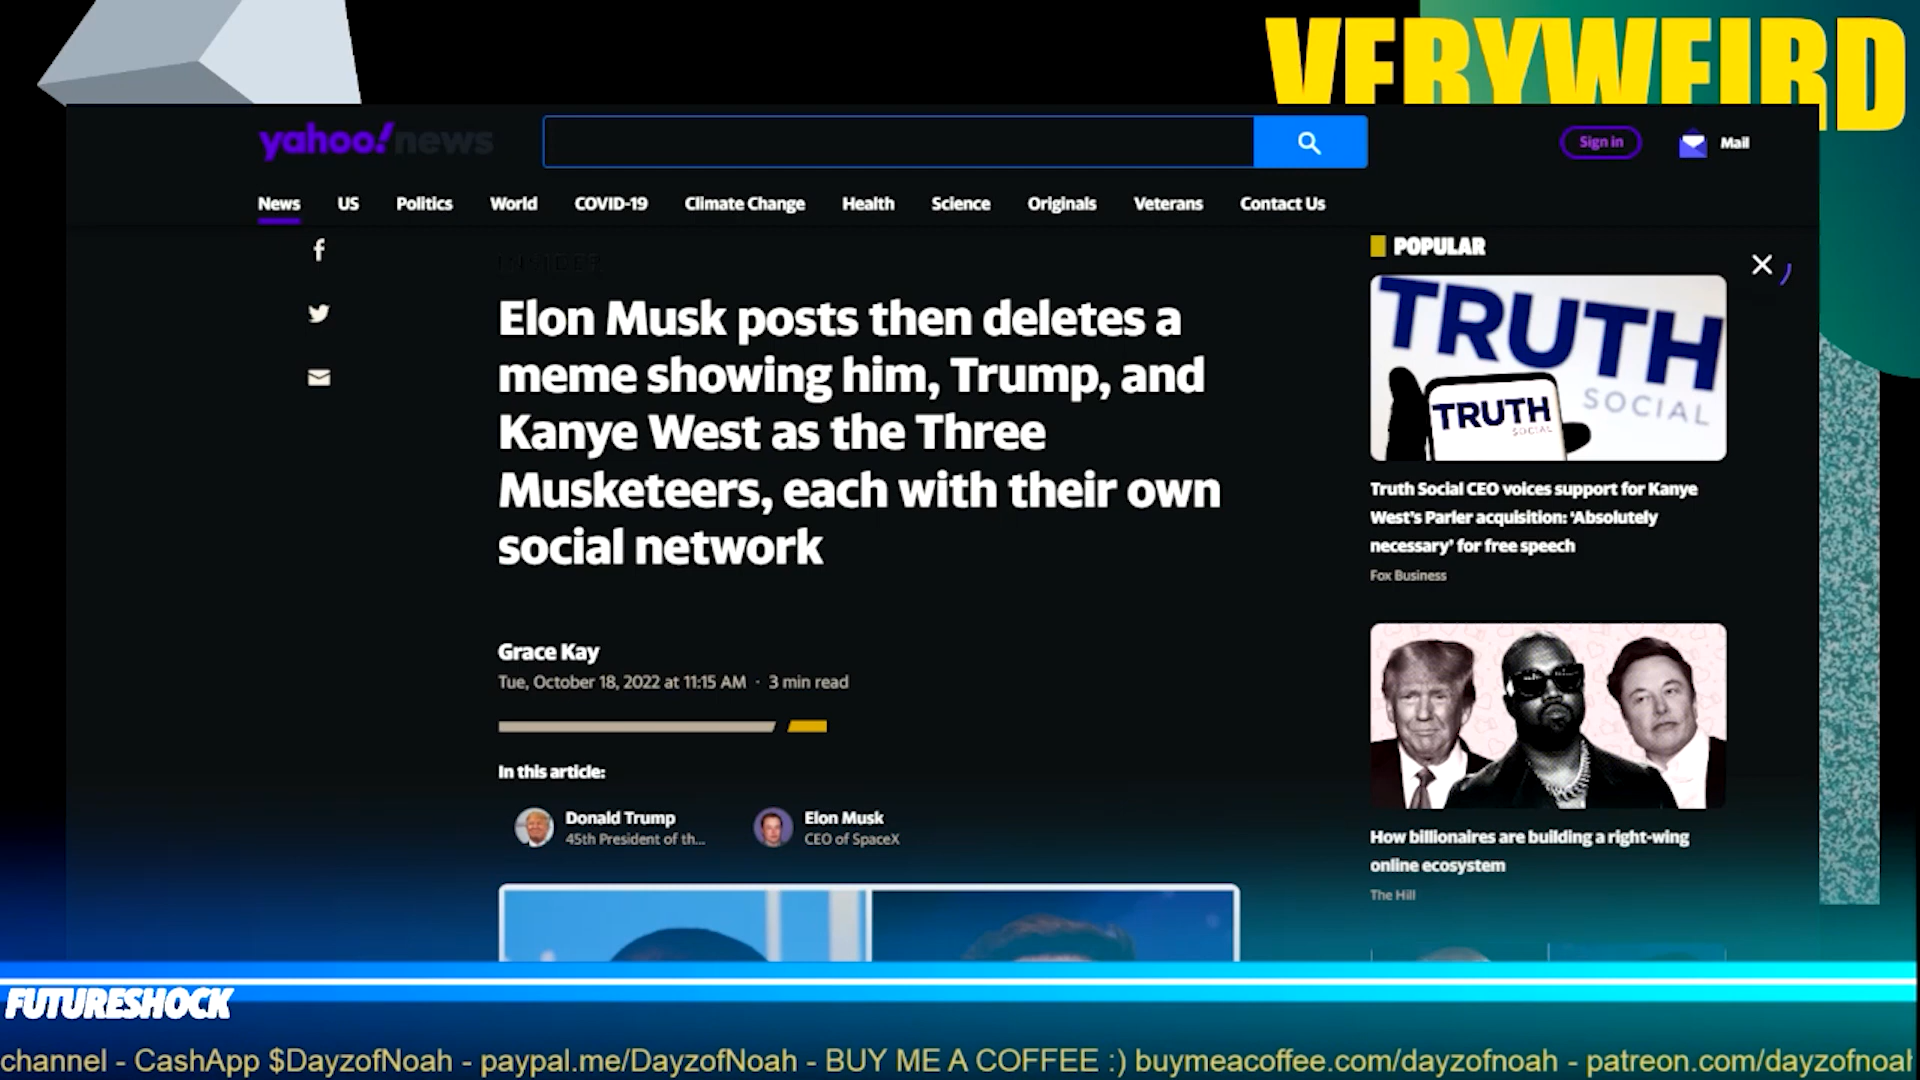 VERYWEIRD
yahoo!news
Sign in
Mail
News US Politics World COVID-19 Climate Change Health Science Originals Veterans Contact Us
INSIDER
POPULAR
Elon Musk posts then deletes a
meme showing him, Trump, and
Kanye West as the Three
Musketeers, each with their own
social network
TRUTH
SOCIAL
TRUTH
SOCIAL
Truth Social CEO voices support for Kanye
West's Parler acquisition: 'Absolutely
necessary' for free speech
Fox Business
Grace Kay
Tue, October 18, 2022 at 11:15 AM · 3 min read
In this article:
Donald Trump
45th President of th...
Elon Musk
CEO of SpaceX
How billionaires are building a right-wing
online ecosystem
The Hill
FUTURESHOCK
channel - CashApp $DayzofNoah - paypal.me/DayzofNoah - BUY ME A COFFEE :) buymeacoffee.com/dayzofnoah - patreon.com/dayzofnoah